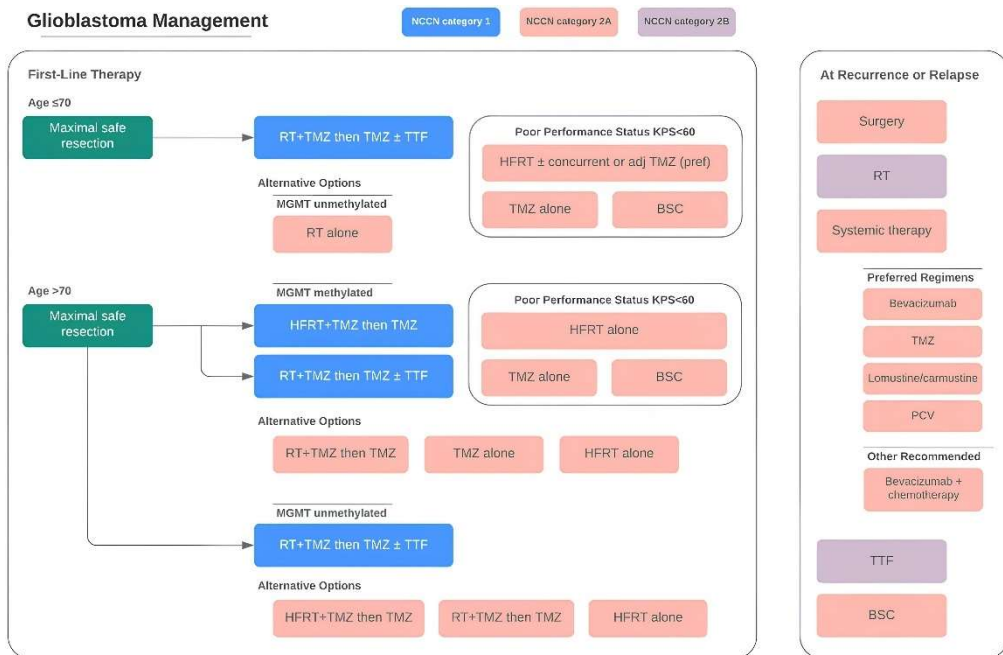 Glioblastoma Management
NCCN category 1
NCCN category 2A
NCCN category 2B
First-Line Therapy
Age ≤70
Maximal safe
resection
RT+TMZ then TMZ ± TTF
Alternative Options
MGMT unmethylated
RT alone
Poor Performance Status KPS<60
HFRT ± concurrent or adj TMZ (pref)
TMZ alone
BSC
Age >70
Maximal safe
resection
MGMT methylated
HFRT+TMZ then TMZ
RT+TMZ then TMZ ± TTF
Poor Performance Status KPS<60
HFRT alone
TMZ alone
BSC
Alternative Options
RT+TMZ then TMZ
TMZ alone
HFRT alone
MGMT unmethylated
RT+TMZ then TMZ ± TTF
Alternative Options
HFRT+TMZ then TMZ
RT+TMZ then TMZ
HFRT alone
At Recurrence or Relapse
Surgery
RT
Systemic therapy
Preferred Regimens
Bevacizumab
TMZ
Lomustine/carmustine
PCV
Other Recommended
Bevacizumab +
chemotherapy
TTF
BSC